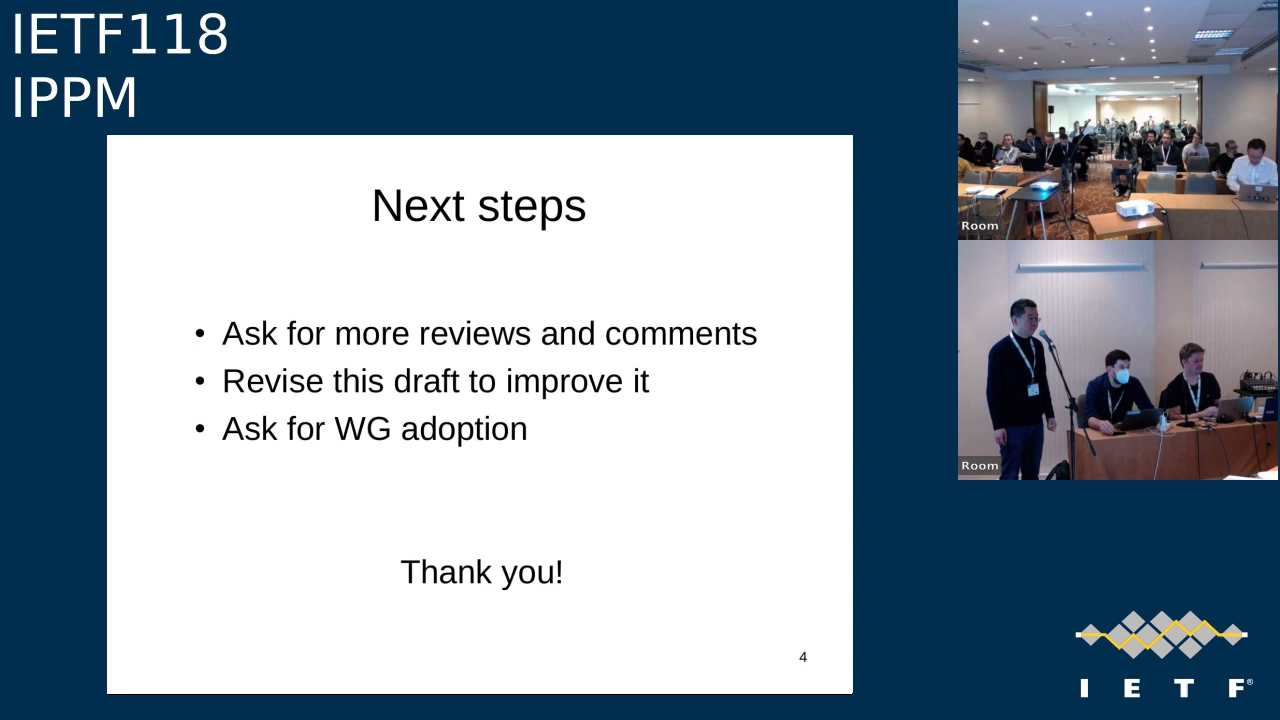 IETF118
IPPM
Next steps
• Ask for more reviews and comments
• Revise this draft to improve it
• Ask for WG adoption
Thank you!
4
Room
Room
I E T F®